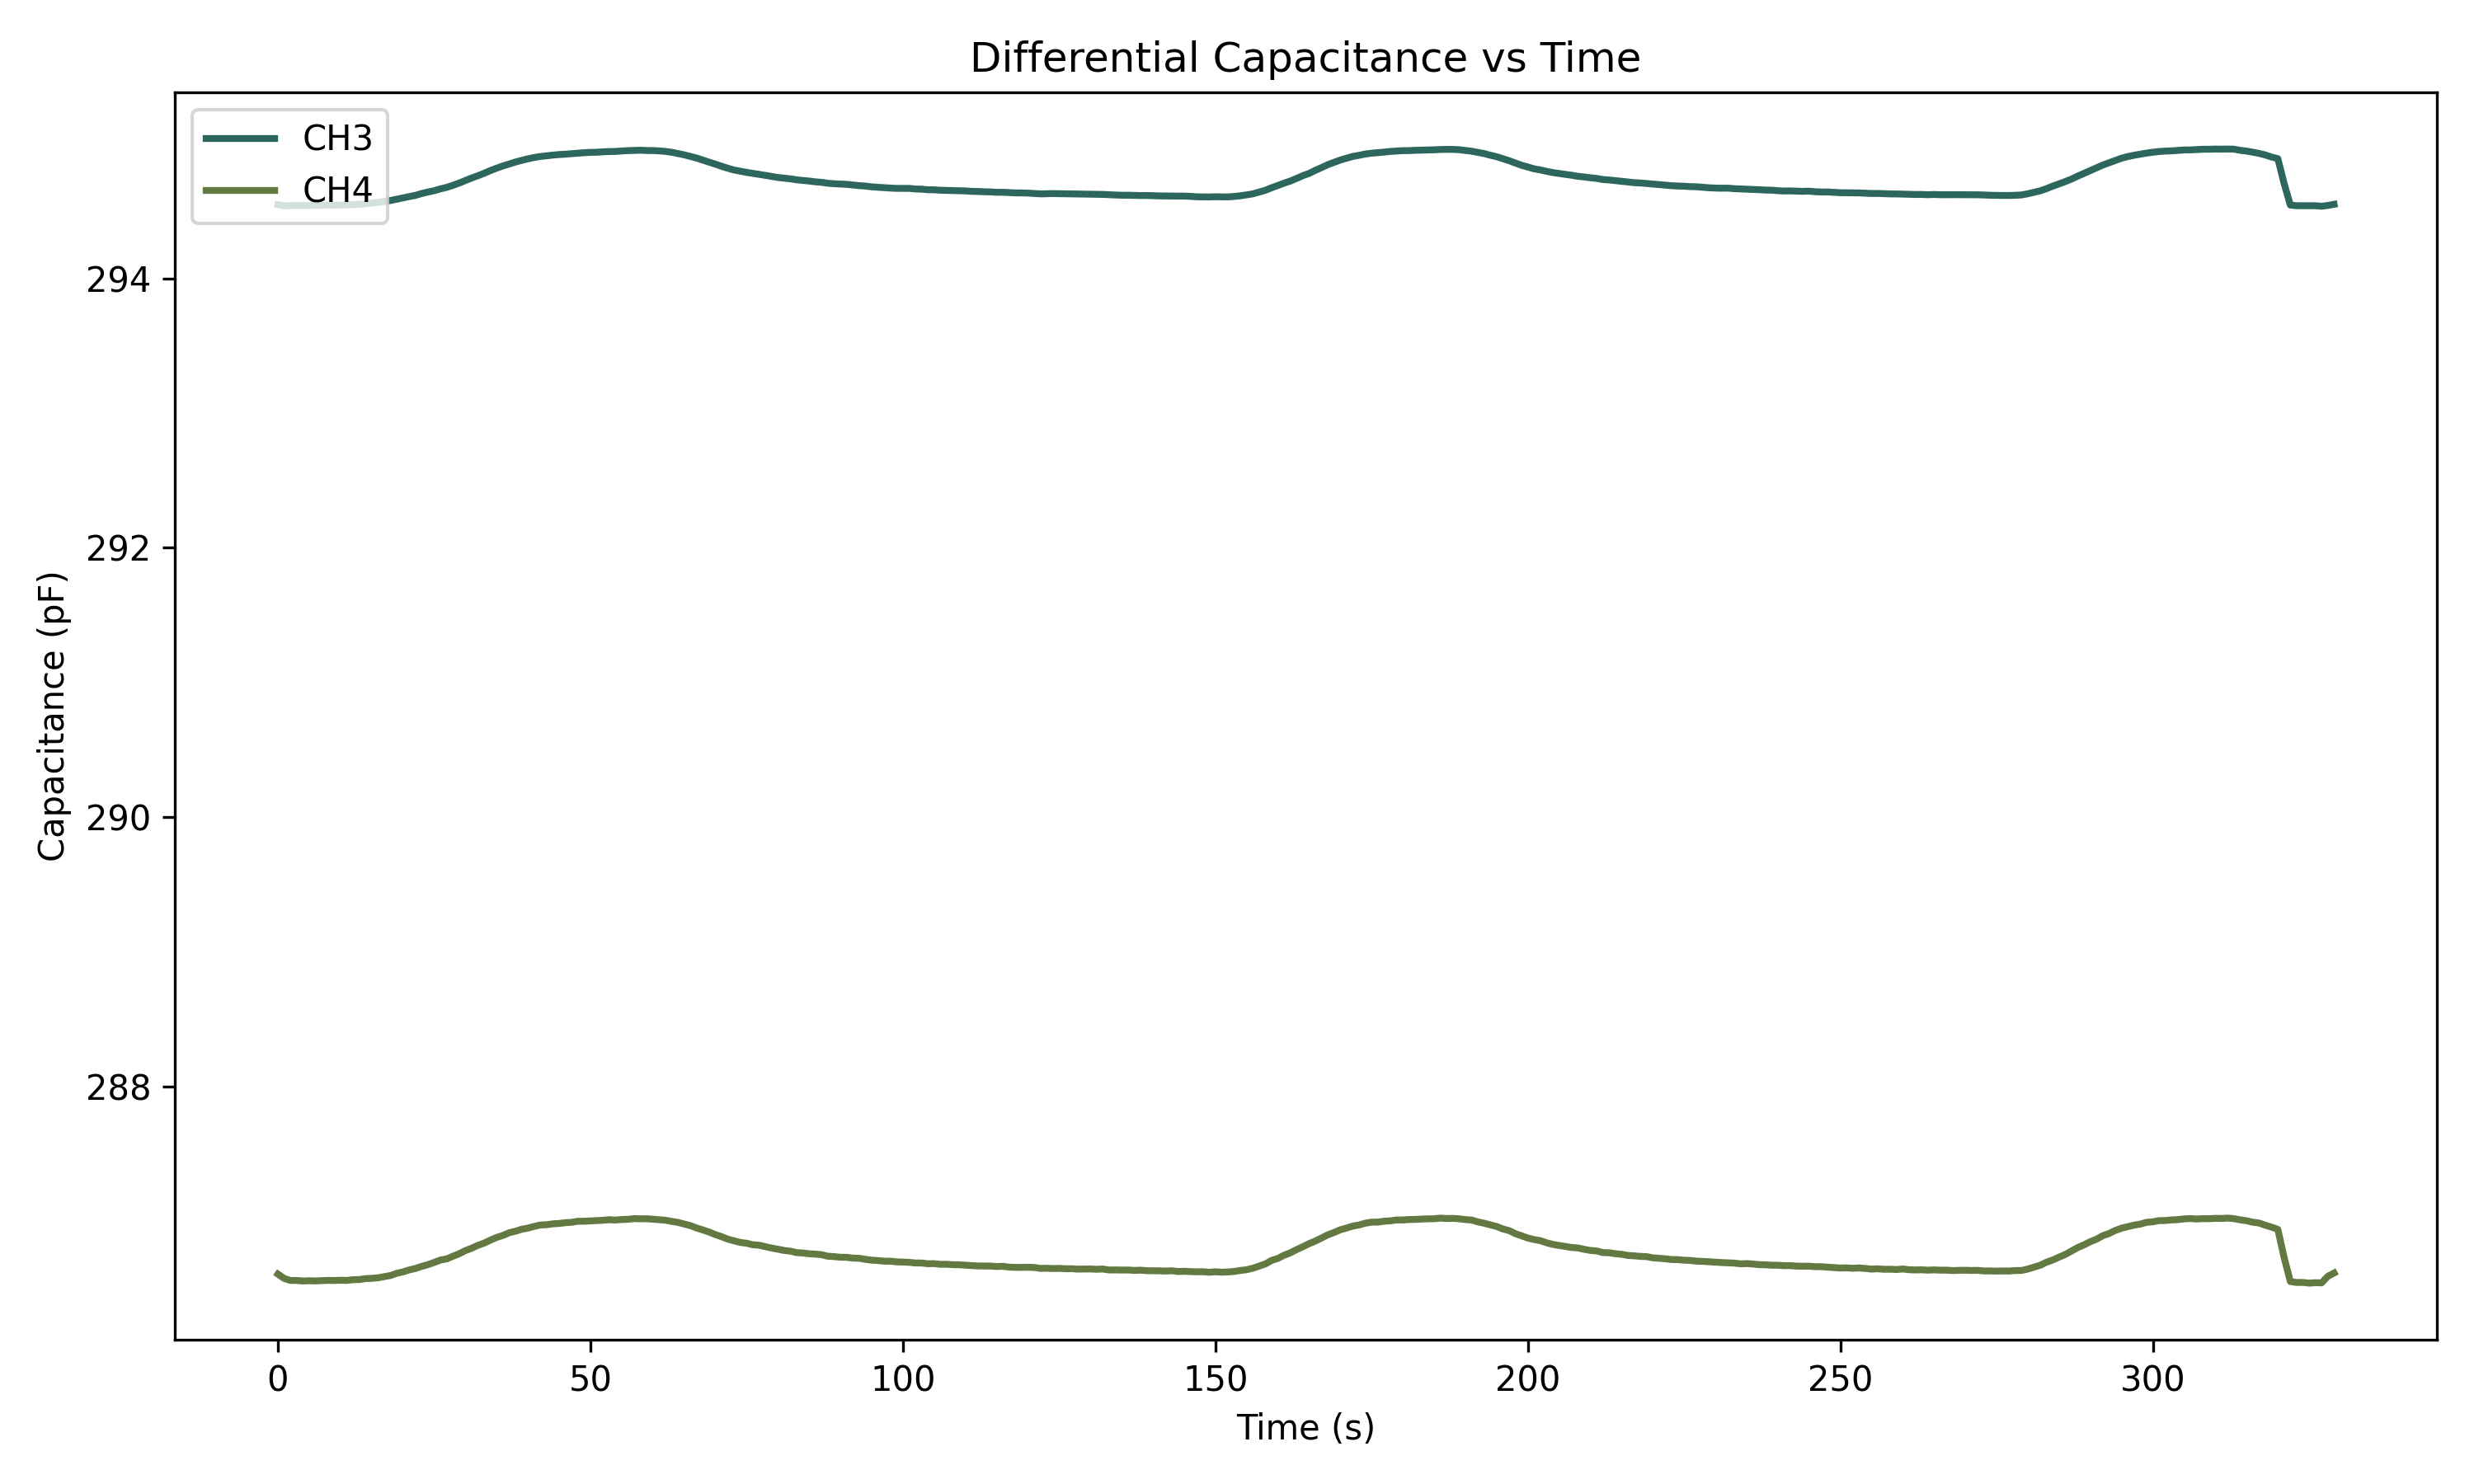 Differential Capacitance vs Time
CH3
CH4
294
292
290
288
Capacitance (pF)
0 50 100 150 200 250 300
Time (s)